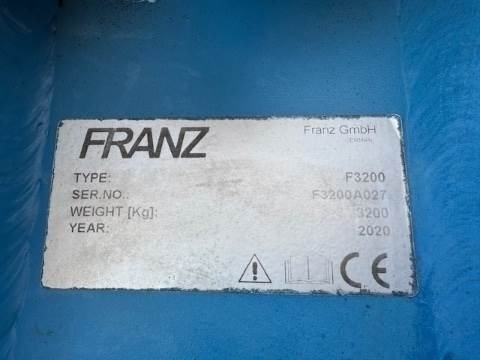 FRANZ
Franz GmbH
TYPE: F3200
SER.NO.: F3200A027
WEIGHT [Kg]: 3200
YEAR: 2020
CE